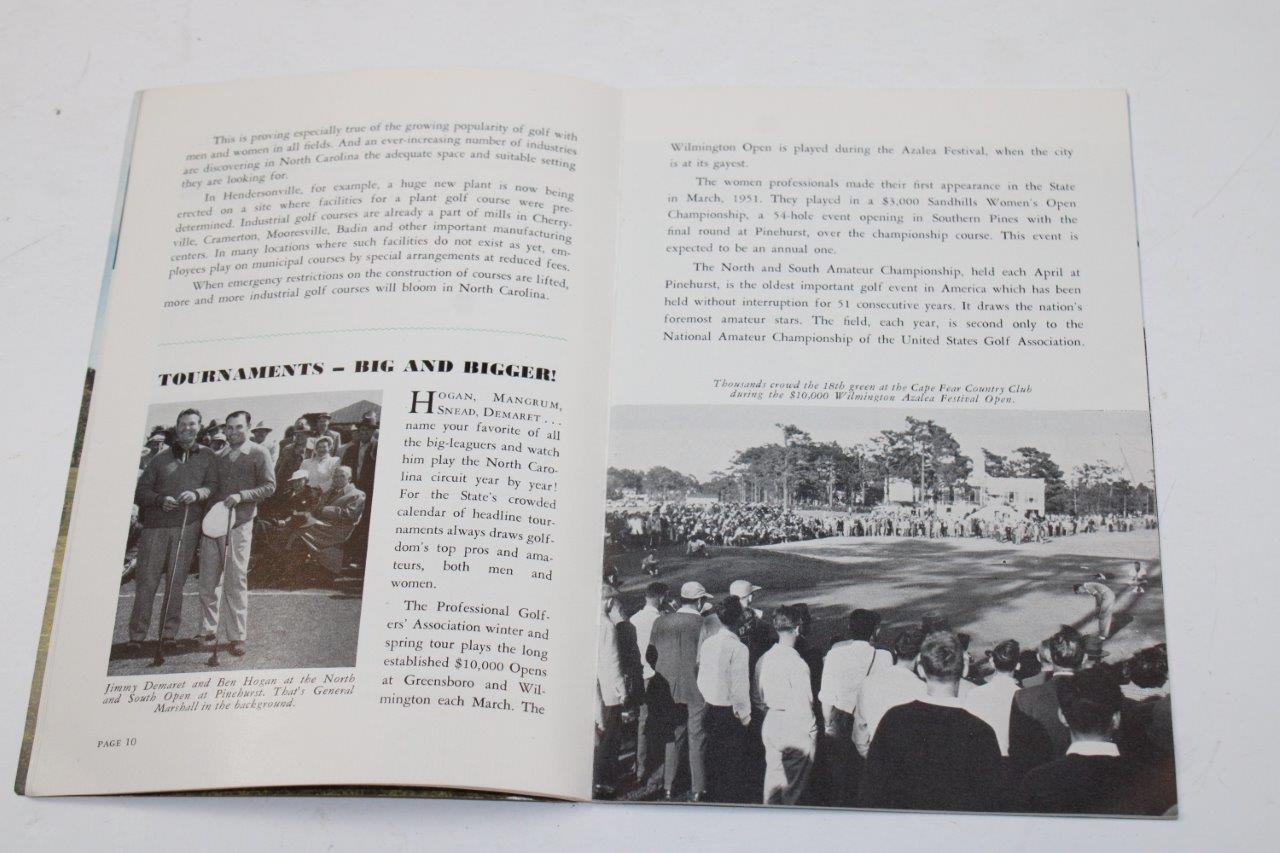 This is proving especially true of the growing popularity of golf with
men and women in all fields. And an ever-increasing number of industries
are discovering in North Carolina the adequate space and suitable setting
they are looking for.
In Hendersonville, for example, a huge new plant is now being
erected on a site where facilities for a plant golf course were pre-
determined. Industrial golf courses are already a part of mills in Cherry-
ville, Cramerton, Mooresville, Badin and other important manufacturing
centers. In many locations where such facilities do not exist as yet, em-
ployees play on municipal courses by special arrangements at reduced fees.
When emergency restrictions on the construction of courses are lifted,
more and more industrial golf courses will bloom in North Carolina.
TOURNAMENTS – BIG AND BIGGER!
HOGAN, MANGRUM,
SNEAD, DEMARET . . .
name your favorite of all
the big-leaguers and watch
him play the North Caro-
lina circuit year by year!
For the State's crowded
calendar of headline tour-
naments always draws golf-
dom's top pros and ama-
teurs, both men and
women.
The Professional Golf-
ers' Association winter and
spring tour plays the long
established $10,000 Opens
at Greensboro and Wil-
mington each March. The
Jimmy Demaret and Ben Hogan at the North
and South Open at Pinehurst. That's General
Marshall in the background.
PAGE 10
Wilmington Open is played during the Azalea Festival, when the city
is at its gayest.
The women professionals made their first appearance in the State
in March, 1951. They played in a $3,000 Sandhills Women's Open
Championship, a 54-hole event opening in Southern Pines with the
final round at Pinehurst, over the championship course. This event is
expected to be an annual one.
The North and South Amateur Championship, held each April at
Pinehurst, is the oldest important golf event in America which has been
held without interruption for 51 consecutive years. It draws the nation's
foremost amateur stars. The field, each year, is second only to the
National Amateur Championship of the United States Golf Association.
Thousands crowd the 18th green at the Cape Fear Country Club
during the $10,000 Wilmington Azalea Festival Open.